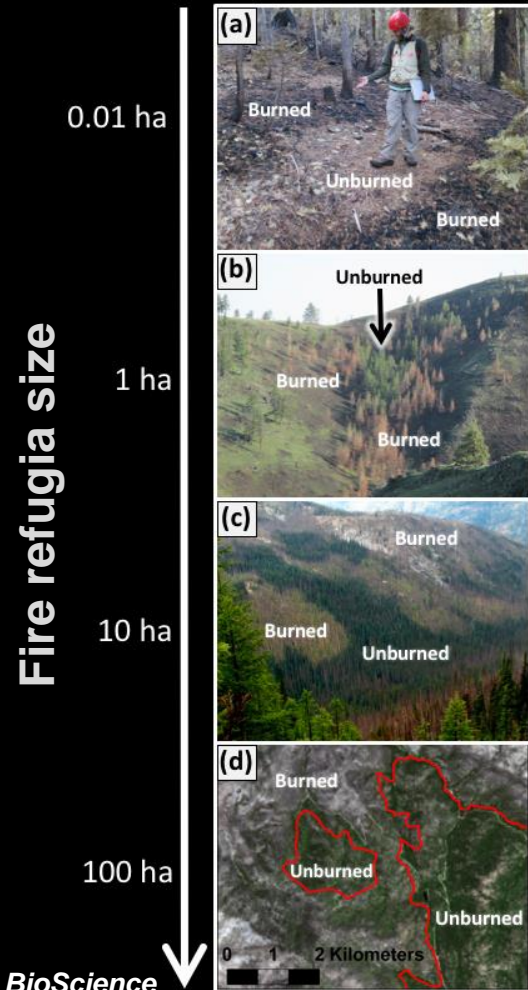 Fire refugia size
0.01 ha
1 ha
10 ha
100 ha
(a)
Burned
Unburned
Burned
(b)
Unburned
Burned
Burned
(c)
Burned
Burned
Unburned
(d)
Burned
Unburned
Unburned
0 1 2 Kilometers
BioScience